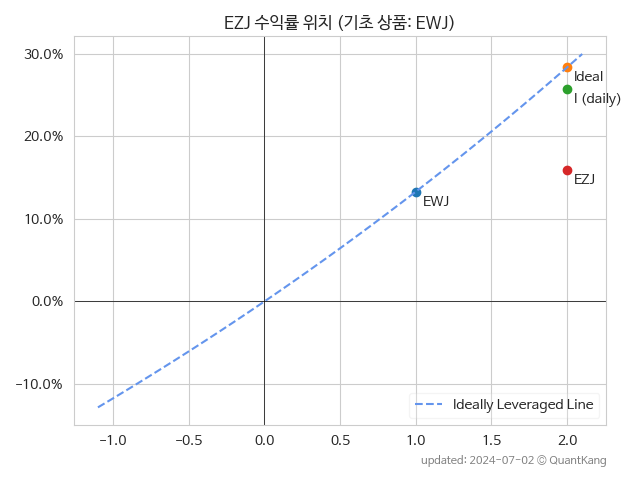 EZJ 수익률 위치 (기초 상품: EWJ)
30.0%
Ideal
I (daily)
20.0%
EZJ
EWJ
10.0%
0.0%
−10.0%
Ideally Leveraged Line
−1.0
−0.5
0.0
0.5
1.0
1.5
2.0
updated: 2024-07-02 © QuantKang